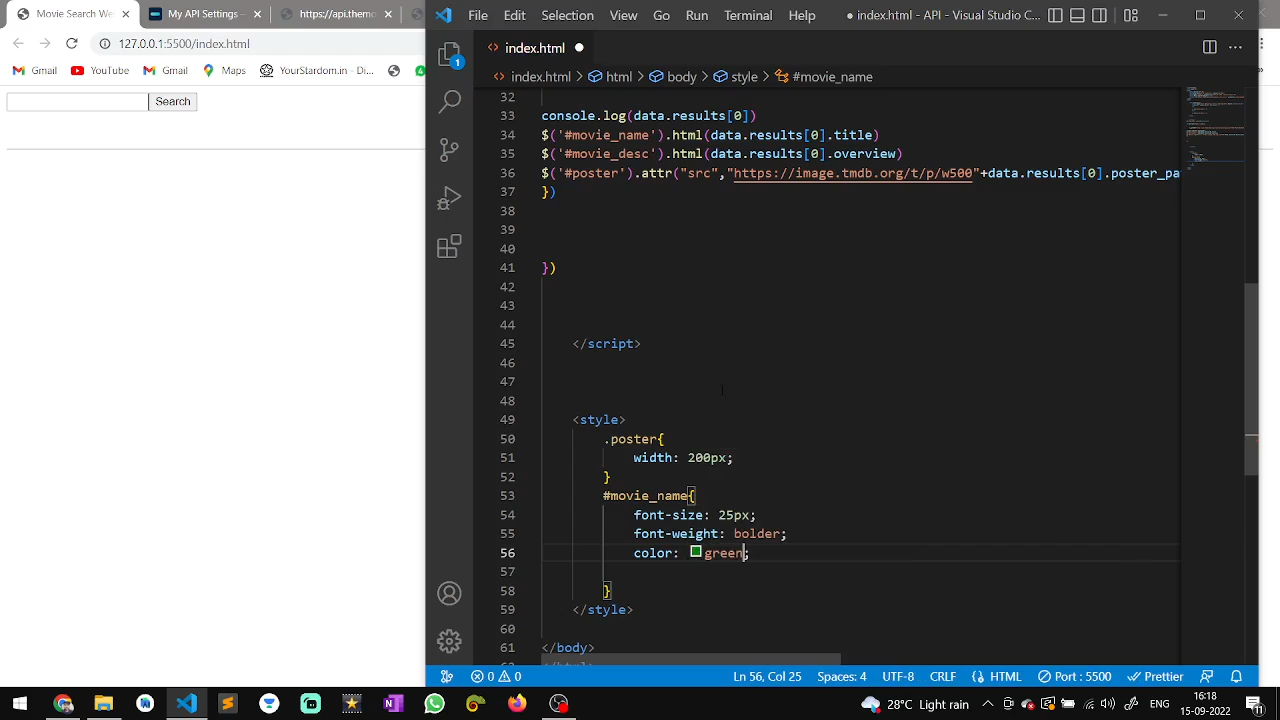 Movie Search Web
My API Settings –
https://api.themo
File Edit Selection View Go Run Terminal Help
● index.html - API - Visual Studio C...
127.0.0.1:5500/index.html
index.html
Gmail YouTube Gmail Maps YourStardom.in - Di...
index.html > html > body > style > #movie_name
1
Search
32
33 console.log(data.results[0])
34 $('#movie_name').html(data.results[0].title)
35 $('#movie_desc').html(data.results[0].overview)
36 $('#poster').attr("src","https://image.tmdb.org/t/p/w500"+data.results[0].poster_pa
37 })
38
39
40
41 })
42
43
44
45 </script>
46
47
48
49 <style>
50 .poster{
51 width: 200px;
52 }
53 #movie_name{
54 font-size: 25px;
55 font-weight: bolder;
56 color: green;
57
58 }
59 </style>
60
61 </body>
62 </html>
0 0 Ln 56, Col 25 Spaces: 4 UTF-8 CRLF HTML Port : 5500 Prettier
28°C Light rain ENG 16:18
15-09-2022